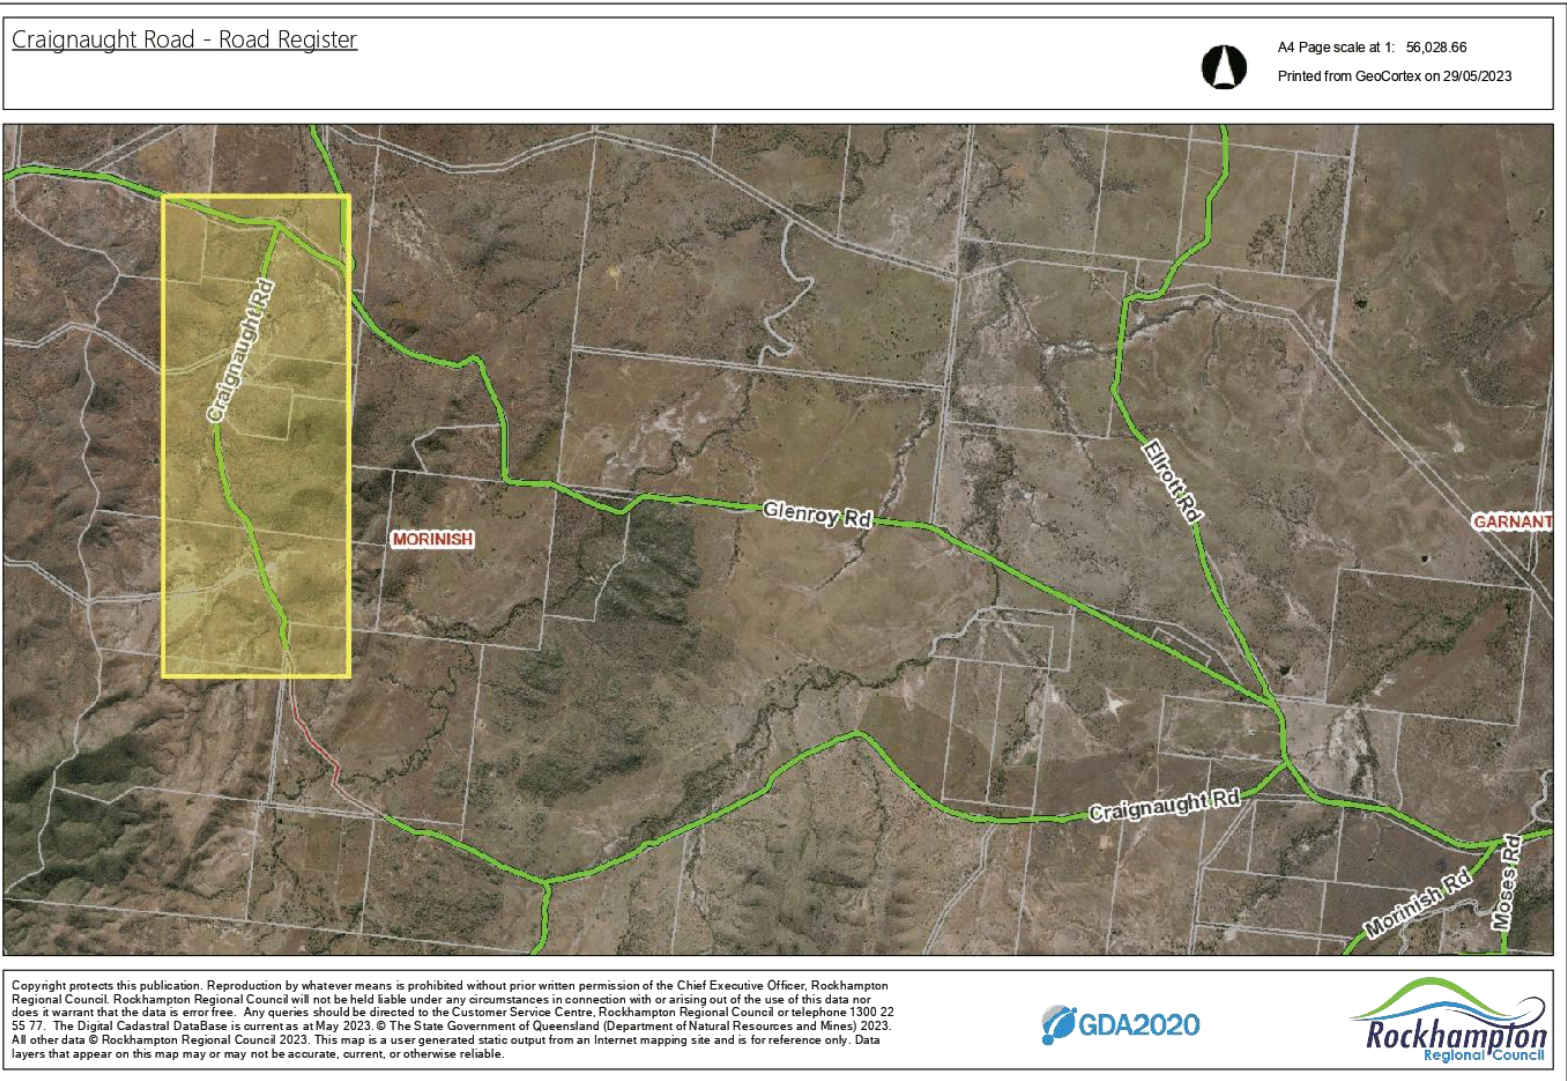 Craignaught Road - Road Register
A4 Page scale at 1: 56,028.66
Printed from GeoCortex on 29/05/2023
Craignaught Rd
MORINISH
Glenroy Rd
Ellrott Rd
GARNANT
Craignaught Rd
Morinish Rd
Moses Rd
Copyright protects this publication. Reproduction by whatever means is prohibited without prior written permission of the Chief Executive Officer, Rockhampton
Regional Council. Rockhampton Regional Council will not be held liable under any circumstances in connection with or arising out of the use of this data nor
does it warrant that the data is error free. Any queries should be directed to the Customer Service Centre, Rockhampton Regional Council or telephone 1300 22
55 77. The Digital Cadastral DataBase is current as at May 2023. © The State Government of Queensland (Department of Natural Resources and Mines) 2023.
All other data © Rockhampton Regional Council 2023. This map is a user generated static output from an Internet mapping site and is for reference only. Data
layers that appear on this map may or may not be accurate, current, or otherwise reliable.
GDA2020
Rockhampton
Regional Council